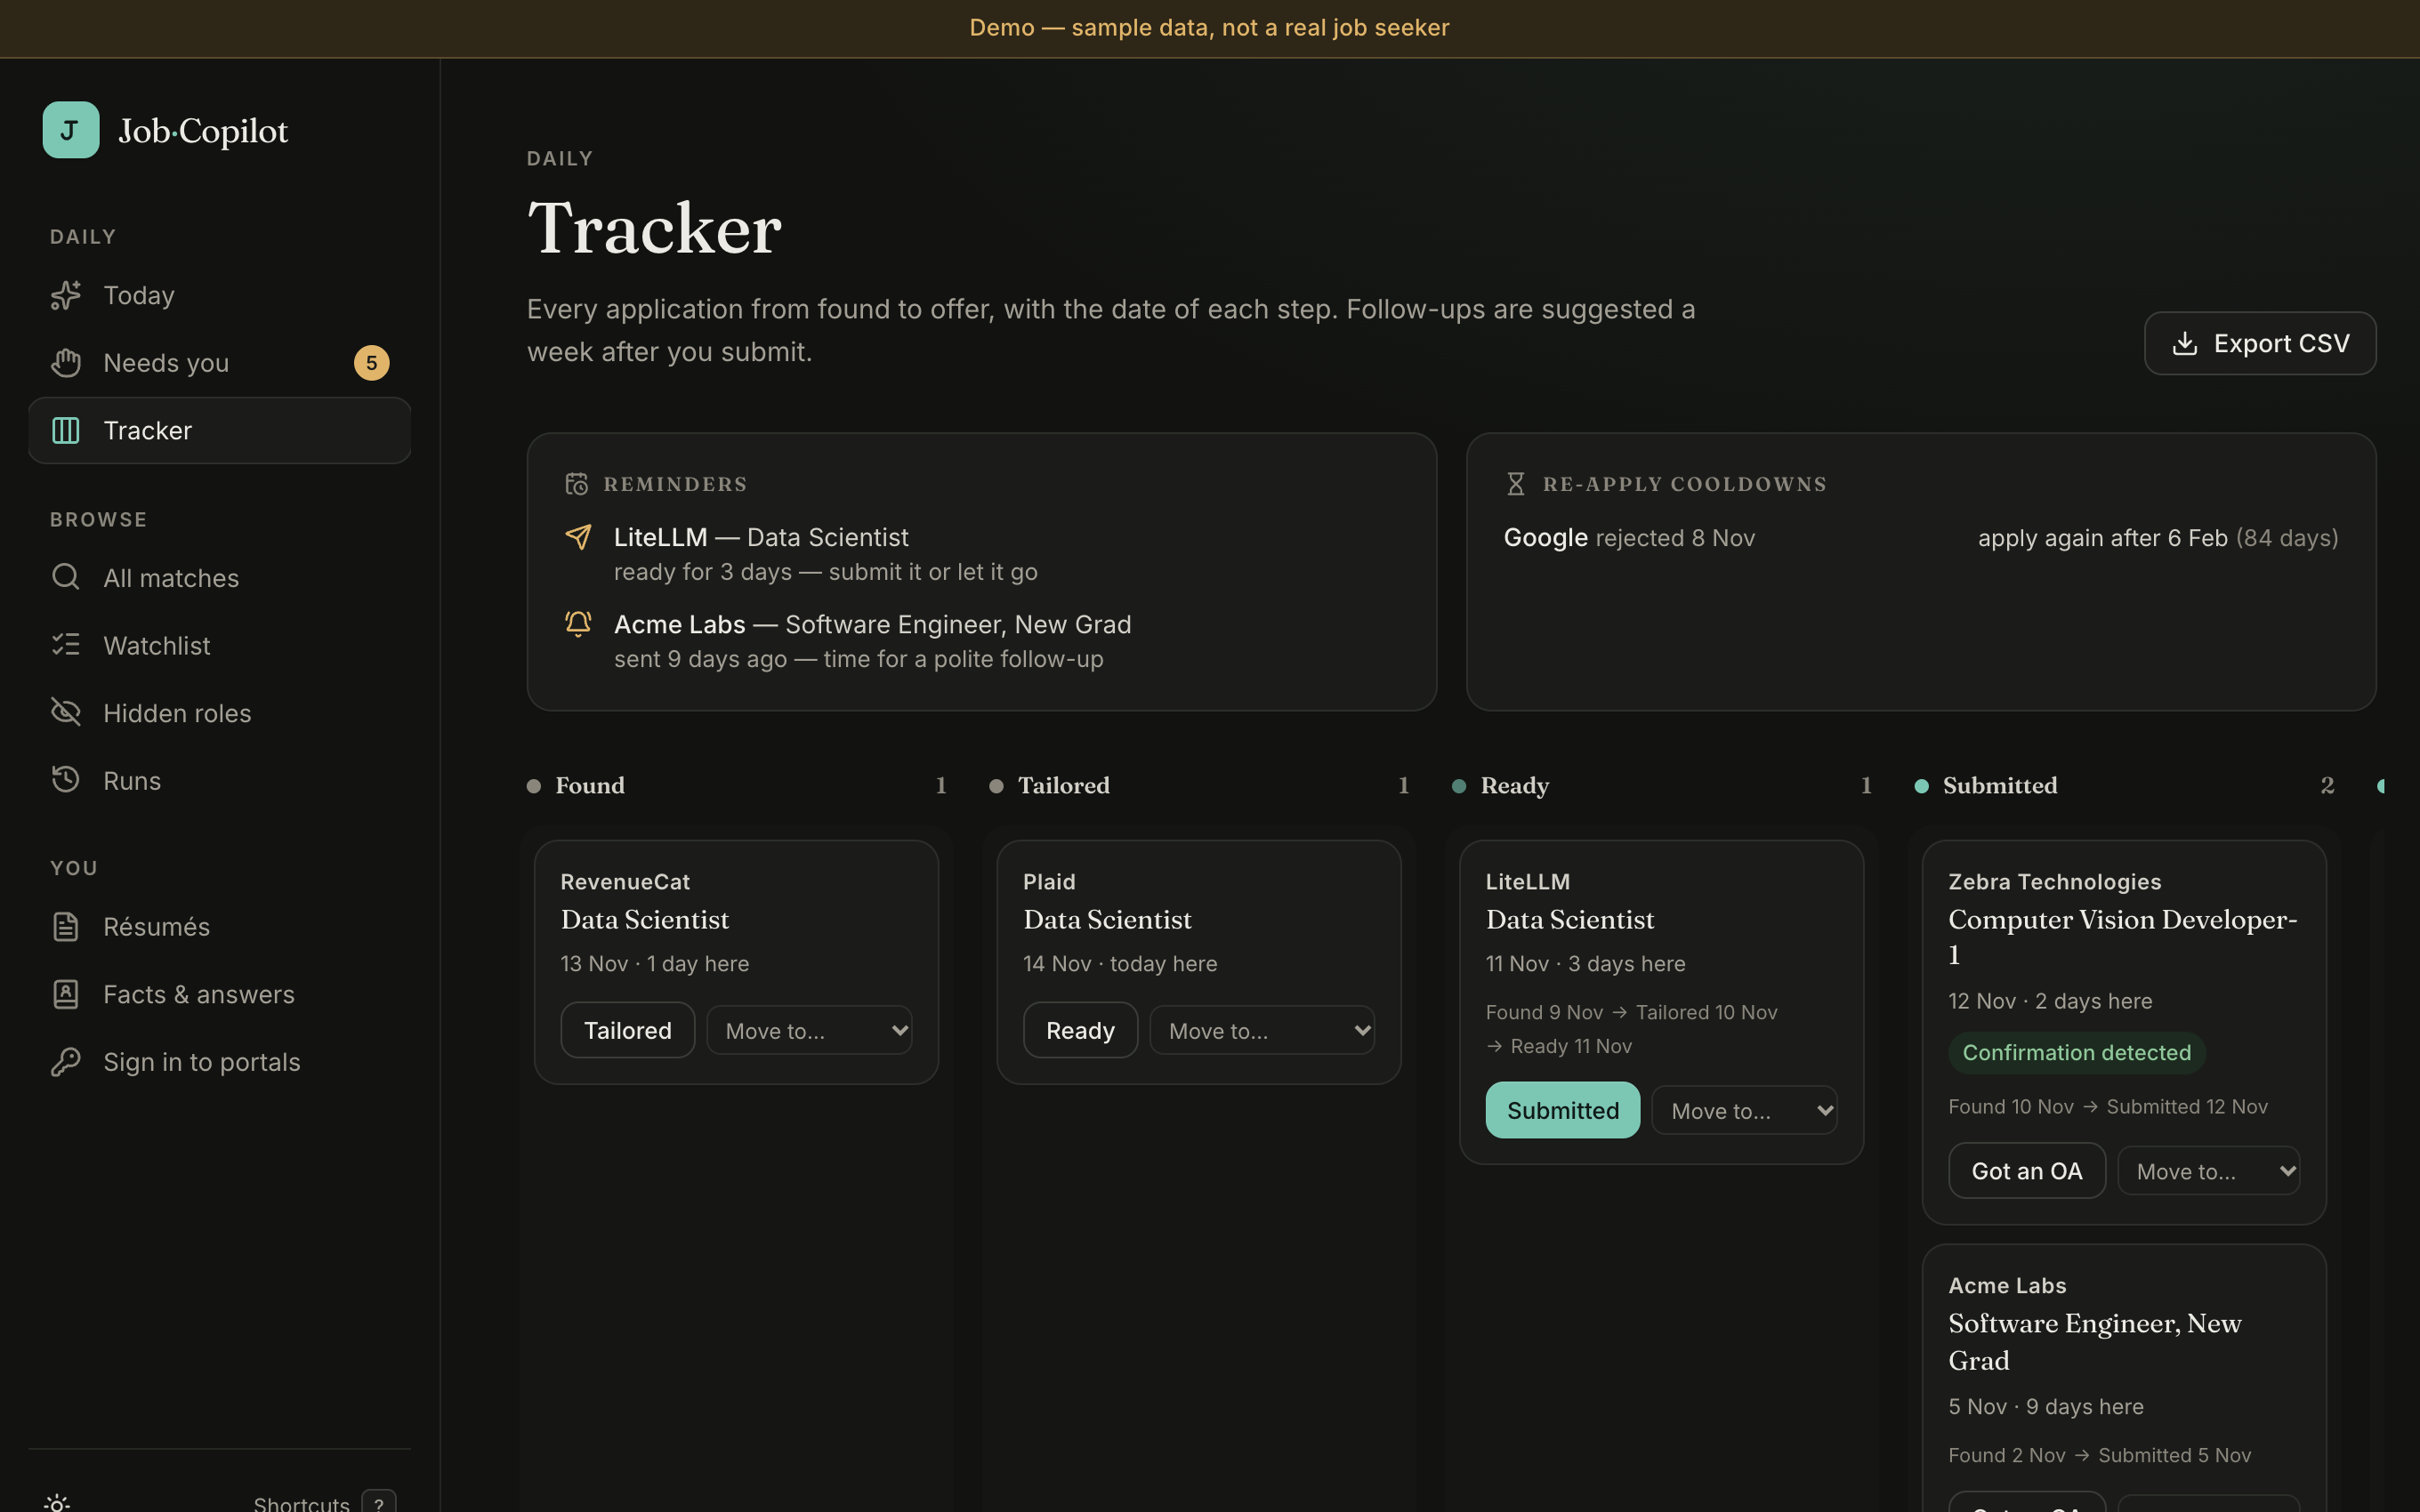 Demo — sample data, not a real job seeker
J
Job·Copilot
DAILY
Today
Needs you
5
Tracker
BROWSE
All matches
Watchlist
Hidden roles
Runs
YOU
Résumés
Facts & answers
Sign in to portals
Shortcuts
?
DAILY
Tracker
Every application from found to offer, with the date of each step. Follow-ups are suggested a
week after you submit.
Export CSV
REMINDERS
LiteLLM — Data Scientist
ready for 3 days — submit it or let it go
Acme Labs — Software Engineer, New Grad
sent 9 days ago — time for a polite follow-up
RE-APPLY COOLDOWNS
Google rejected 8 Nov
apply again after 6 Feb (84 days)
Found 1
RevenueCat
Data Scientist
13 Nov · 1 day here
Tailored
Move to...
Tailored 1
Plaid
Data Scientist
14 Nov · today here
Ready
Move to...
Ready 1
LiteLLM
Data Scientist
11 Nov · 3 days here
Found 9 Nov → Tailored 10 Nov
→ Ready 11 Nov
Submitted
Move to...
Submitted 2
Zebra Technologies
Computer Vision Developer-
1
12 Nov · 2 days here
Confirmation detected
Found 10 Nov → Submitted 12 Nov
Got an OA
Move to...
Acme Labs
Software Engineer, New
Grad
5 Nov · 9 days here
Found 2 Nov → Submitted 5 Nov